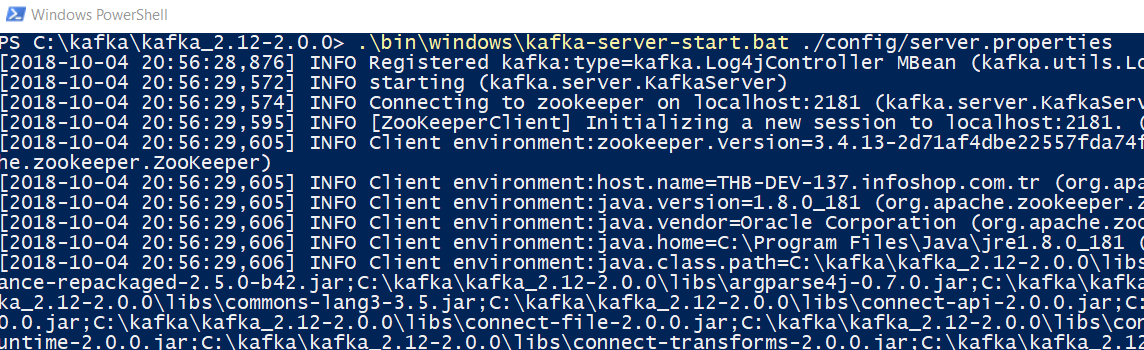 Windows PowerShell
PS C:\kafka\kafka_2.12-2.0.0> .\bin\windows\kafka-server-start.bat ./config/server.properties
[2018-10-04 20:56:28,876] INFO Registered kafka:type=kafka.Log4jController MBean (kafka.utils.Lo
[2018-10-04 20:56:29,572] INFO starting (kafka.server.KafkaServer)
[2018-10-04 20:56:29,574] INFO Connecting to zookeeper on localhost:2181 (kafka.server.KafkaServ
[2018-10-04 20:56:29,595] INFO [ZooKeeperClient] Initializing a new session to localhost:2181. (
[2018-10-04 20:56:29,605] INFO Client environment:zookeeper.version=3.4.13-2d71af4dbe22557fda74f
he.zookeeper.ZooKeeper)
[2018-10-04 20:56:29,605] INFO Client environment:host.name=THB-DEV-137.infoshop.com.tr (org.apa
[2018-10-04 20:56:29,605] INFO Client environment:java.version=1.8.0_181 (org.apache.zookeeper.Z
[2018-10-04 20:56:29,606] INFO Client environment:java.vendor=Oracle Corporation (org.apache.zoo
[2018-10-04 20:56:29,606] INFO Client environment:java.home=C:\Program Files\Java\jre1.8.0_181 (
[2018-10-04 20:56:29,606] INFO Client environment:java.class.path=C:\kafka\kafka_2.12-2.0.0\libs
ance-repackaged-2.5.0-b42.jar;C:\kafka\kafka_2.12-2.0.0\libs\argparse4j-0.7.0.jar;C:\kafka\kafka
ka_2.12-2.0.0\libs\commons-lang3-3.5.jar;C:\kafka\kafka_2.12-2.0.0\libs\connect-api-2.0.0.jar;C:
0.0.jar;C:\kafka\kafka_2.12-2.0.0\libs\connect-file-2.0.0.jar;C:\kafka\kafka_2.12-2.0.0\libs\con
untime-2.0.0.jar;C:\kafka\kafka_2.12-2.0.0\libs\connect-transforms-2.0.0.jar;C:\kafka\kafka_2.12